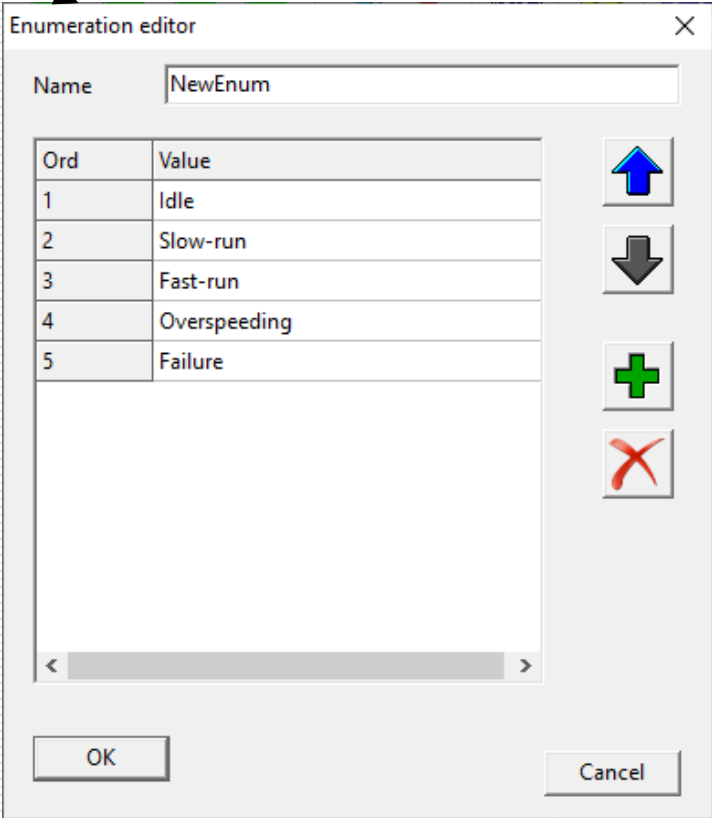 Enumeration editor
Name NewEnum
Ord Value
1 Idle
2 Slow-run
3 Fast-run
4 Overspeeding
5 Failure
OK
Cancel